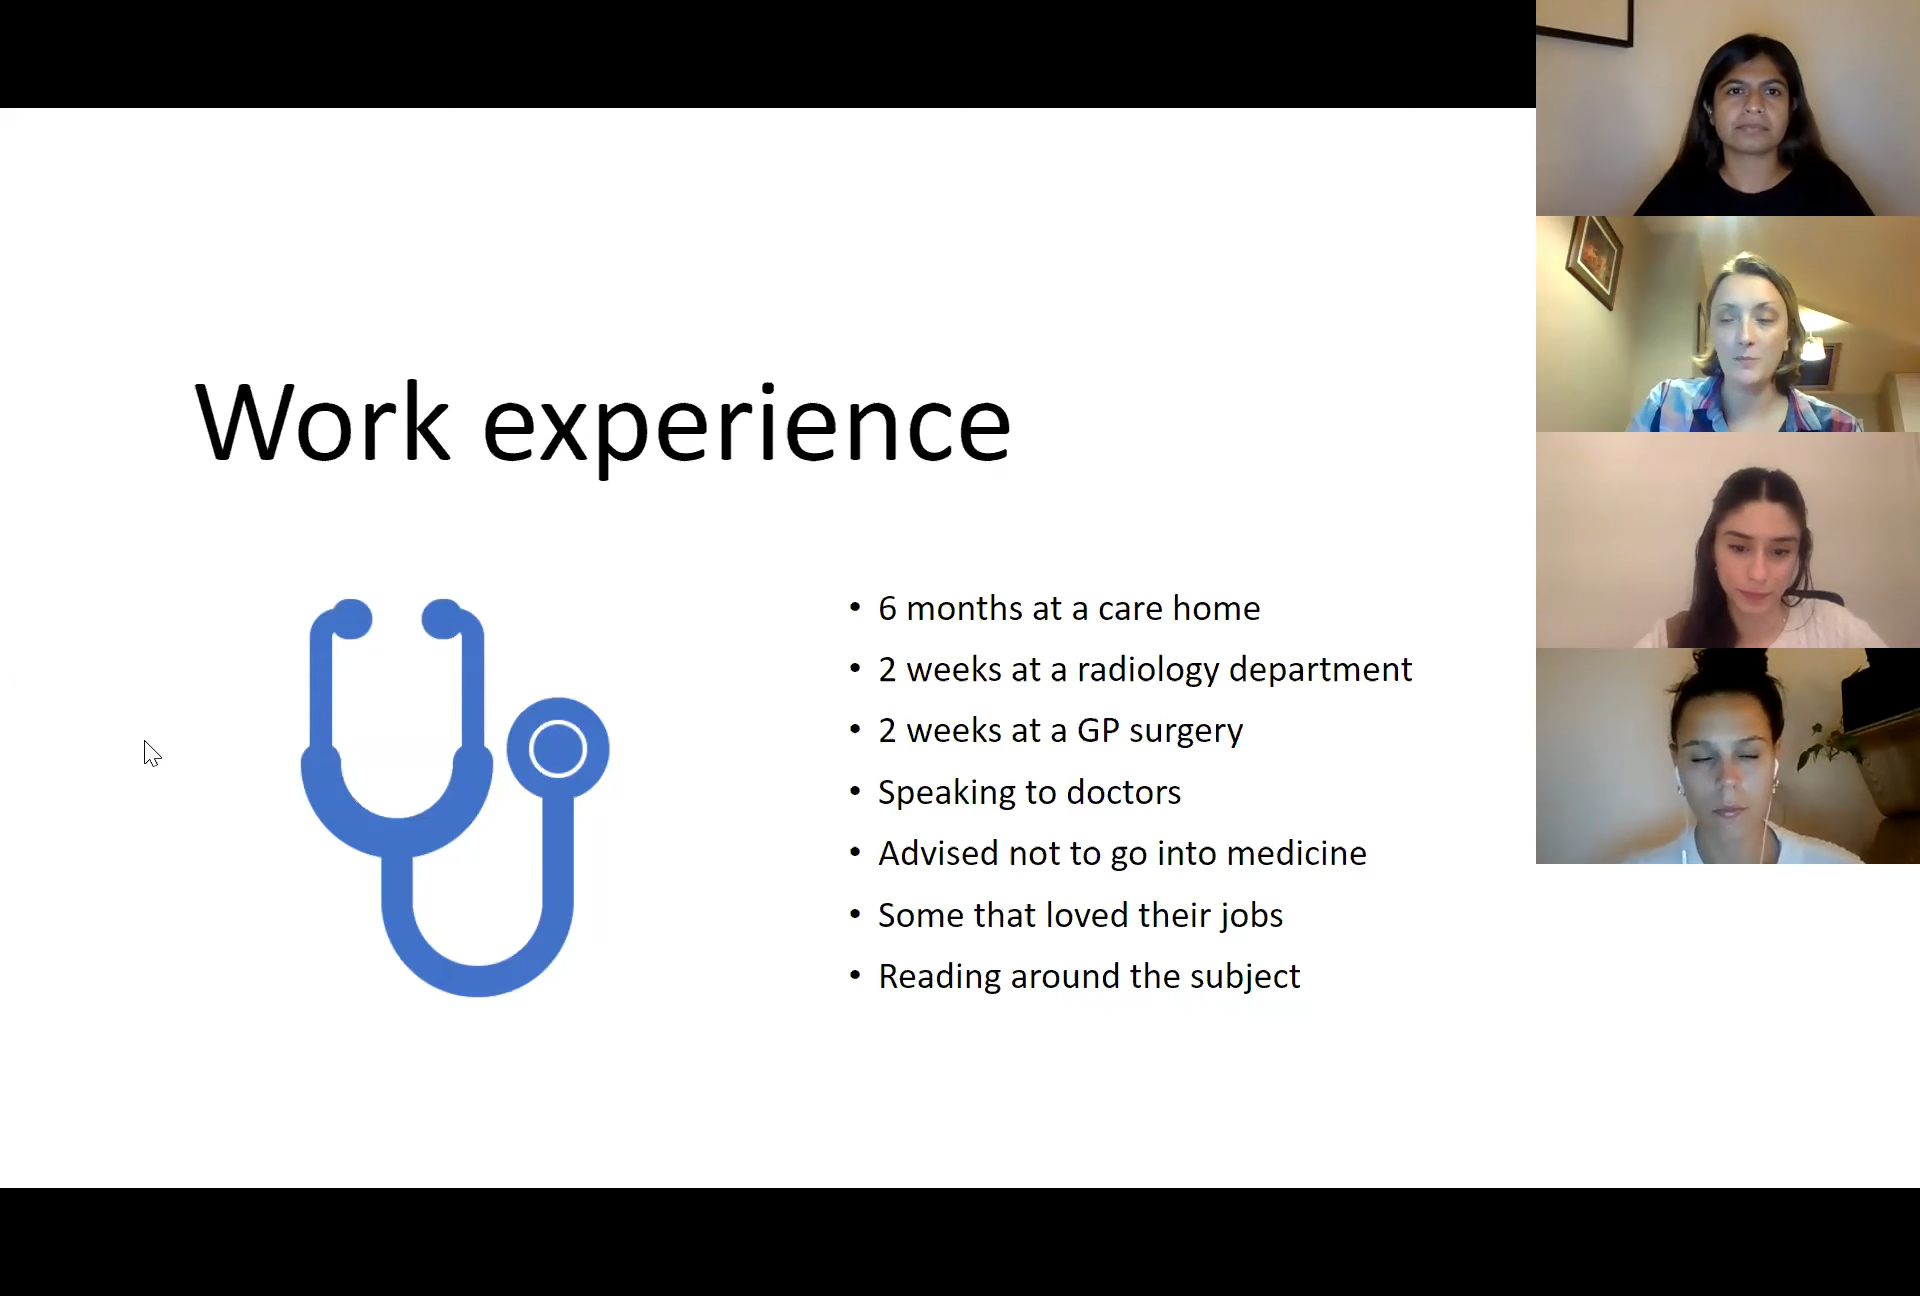 Work experience
• 6 months at a care home
• 2 weeks at a radiology department
• 2 weeks at a GP surgery
• Speaking to doctors
• Advised not to go into medicine
• Some that loved their jobs
• Reading around the subject